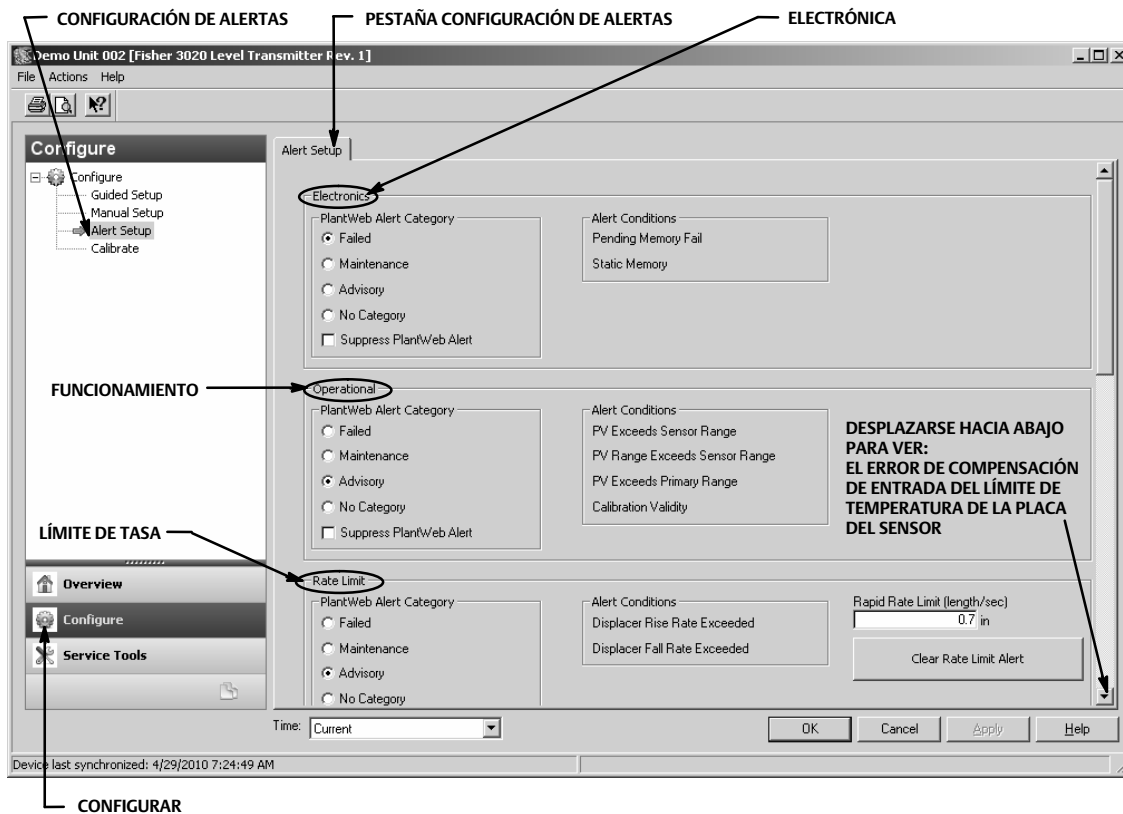 CONFIGURACIÓN DE ALERTAS
PESTAÑA CONFIGURACIÓN DE ALERTAS
ELECTRÓNICA
Demo Unit 002 [Fisher 3020 Level Transmitter Rev. 1]
File Actions Help
Configure
Configure
Guided Setup
Manual Setup
Alert Setup
Calibrate
Alert Setup
Electronics
PlantWeb Alert Category
Failed
Maintenance
Advisory
No Category
Suppress PlantWeb Alert
Alert Conditions
Pending Memory Fail
Static Memory
FUNCIONAMIENTO
Operational
PlantWeb Alert Category
Failed
Maintenance
Advisory
No Category
Suppress PlantWeb Alert
Alert Conditions
PV Exceeds Sensor Range
PV Range Exceeds Sensor Range
PV Exceeds Primary Range
Calibration Validity
DESPLAZARSE HACIA ABAJO
PARA VER:
EL ERROR DE COMPENSACIÓN
DE ENTRADA DEL LÍMITE DE
TEMPERATURA DE LA PLACA
DEL SENSOR
LÍMITE DE TASA
Rate Limit
PlantWeb Alert Category
Failed
Maintenance
Advisory
No Category
Alert Conditions
Displacer Rise Rate Exceeded
Displacer Fall Rate Exceeded
Rapid Rate Limit (length/sec)
0.7 in
Clear Rate Limit Alert
Overview
Configure
Service Tools
Time: Current
OK
Cancel
Apply
Help
Device last synchronized: 4/29/2010 7:24:49 AM
CONFIGURAR